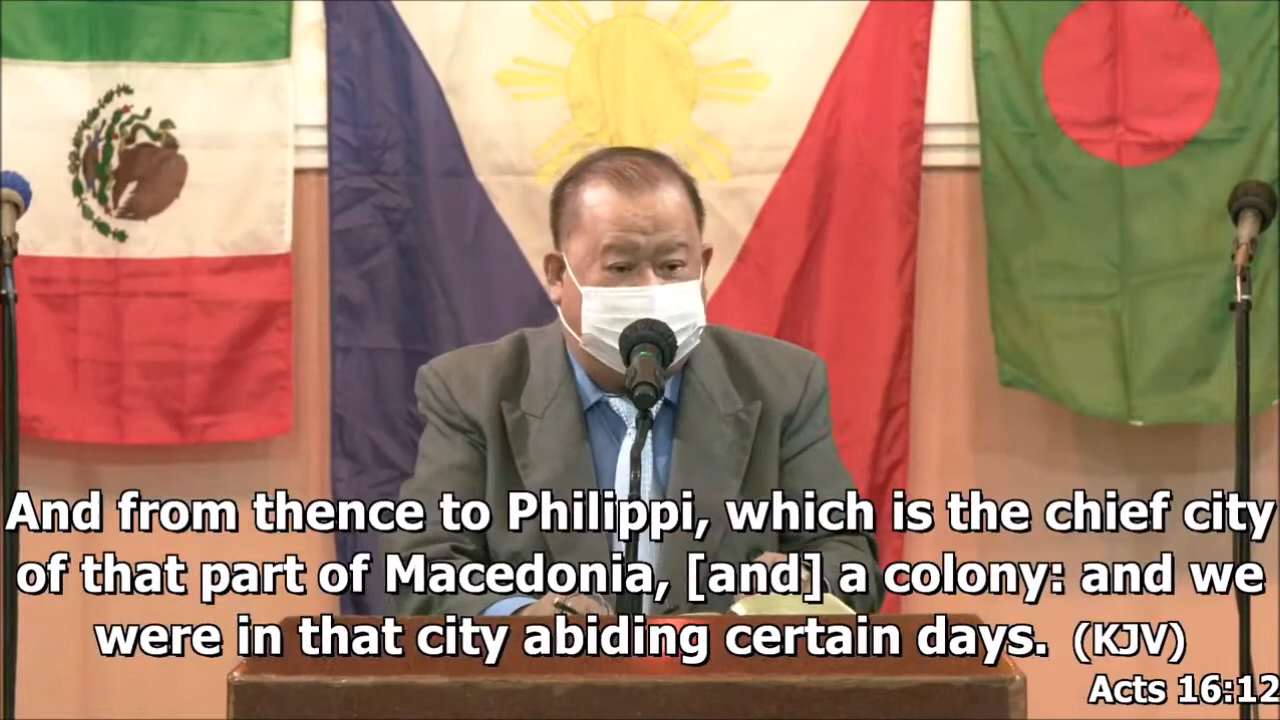 And from thence to Philippi, which is the chief city
of that part of Macedonia, [and] a colony: and we
were in that city abiding certain days. (KJV)
Acts 16:12